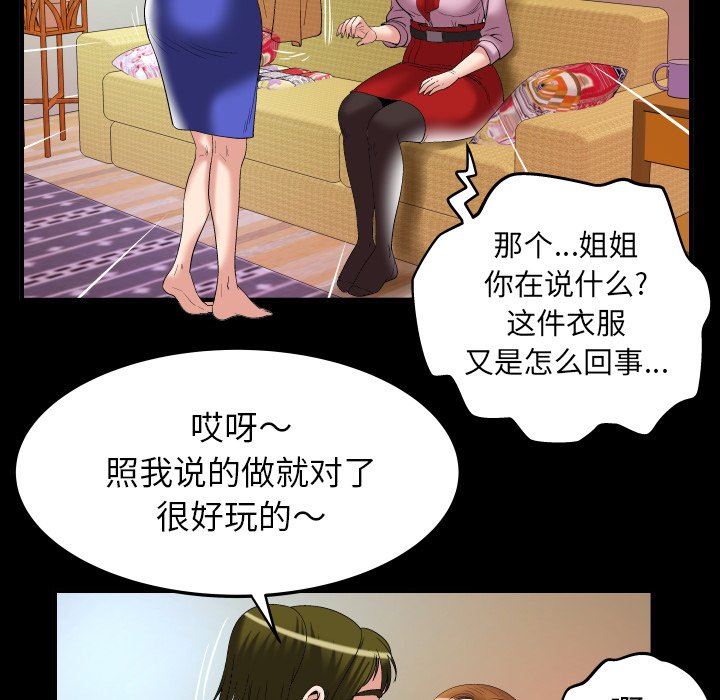 那个...姐姐
你在说什么?
这件衣服
又是怎么回事...
哎呀～
照我说的做就对了
很好玩的～